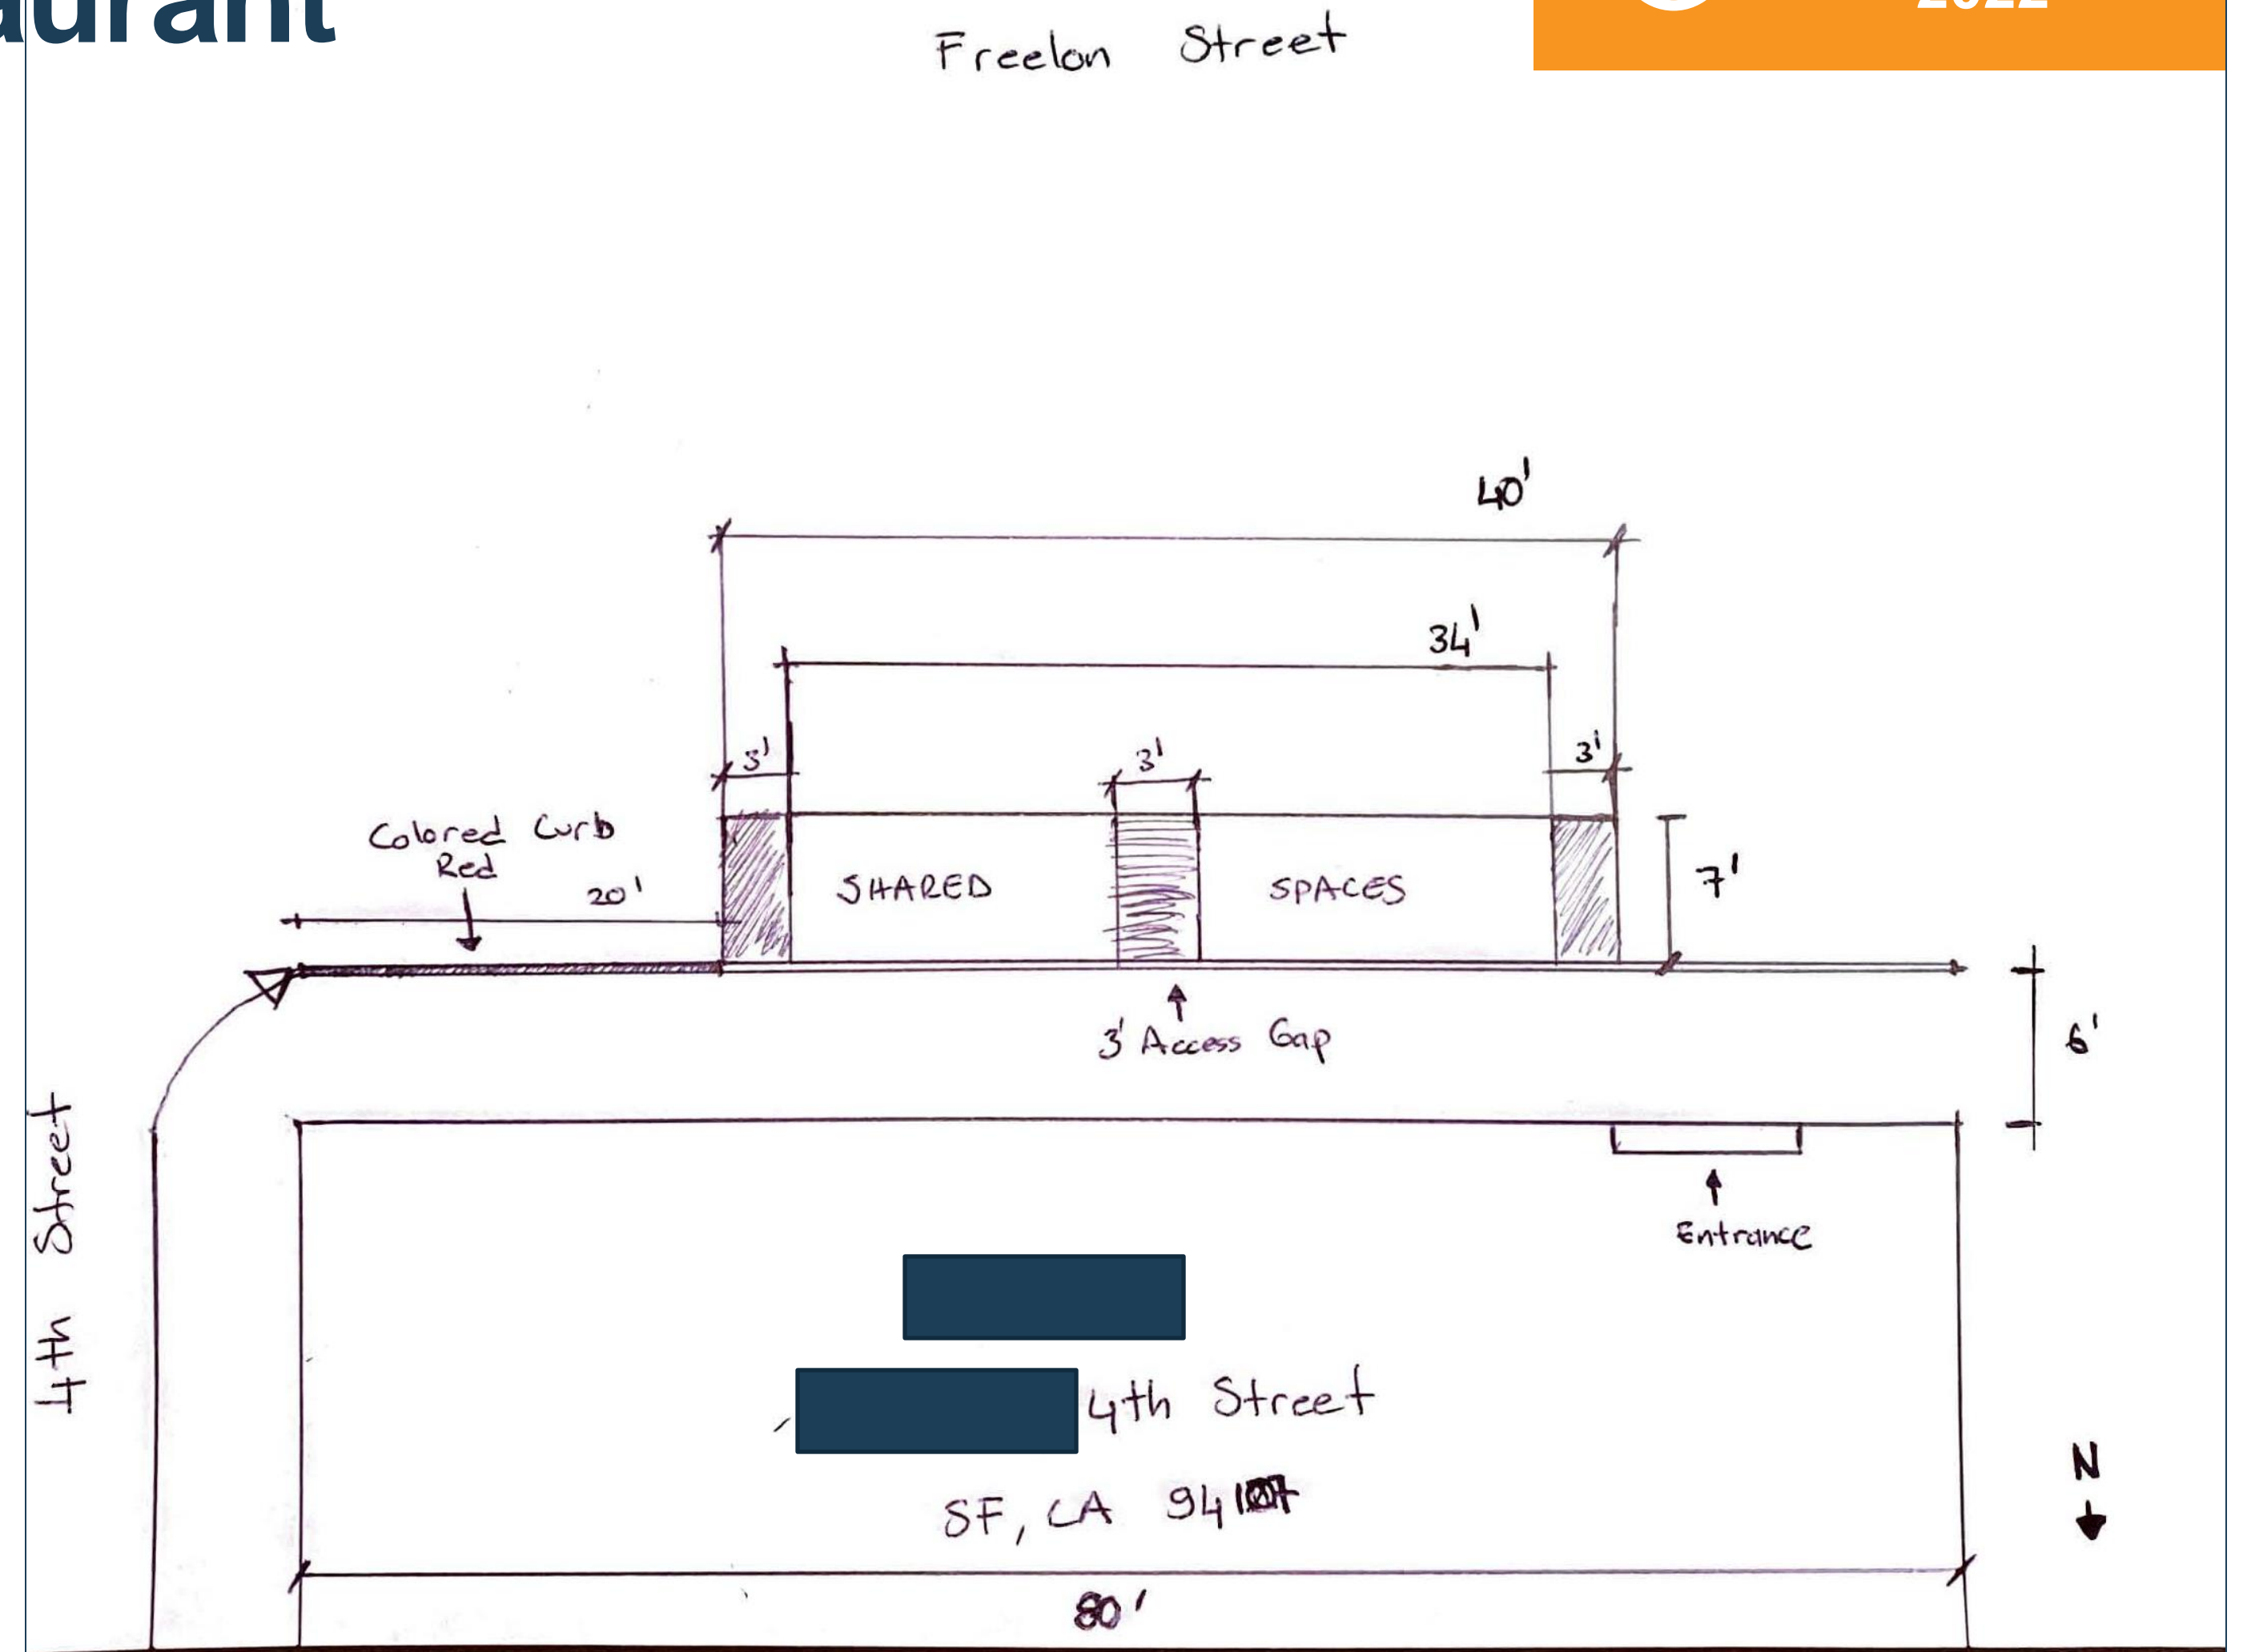 Freelon Street
40'
34'
3'
3'
3'
Colored Curb
Red
20'
SHARED
SPACES
7'
3' Access Gap
6'
4th Street
Entrance
4th Street
SF, CA 94107
N
80'